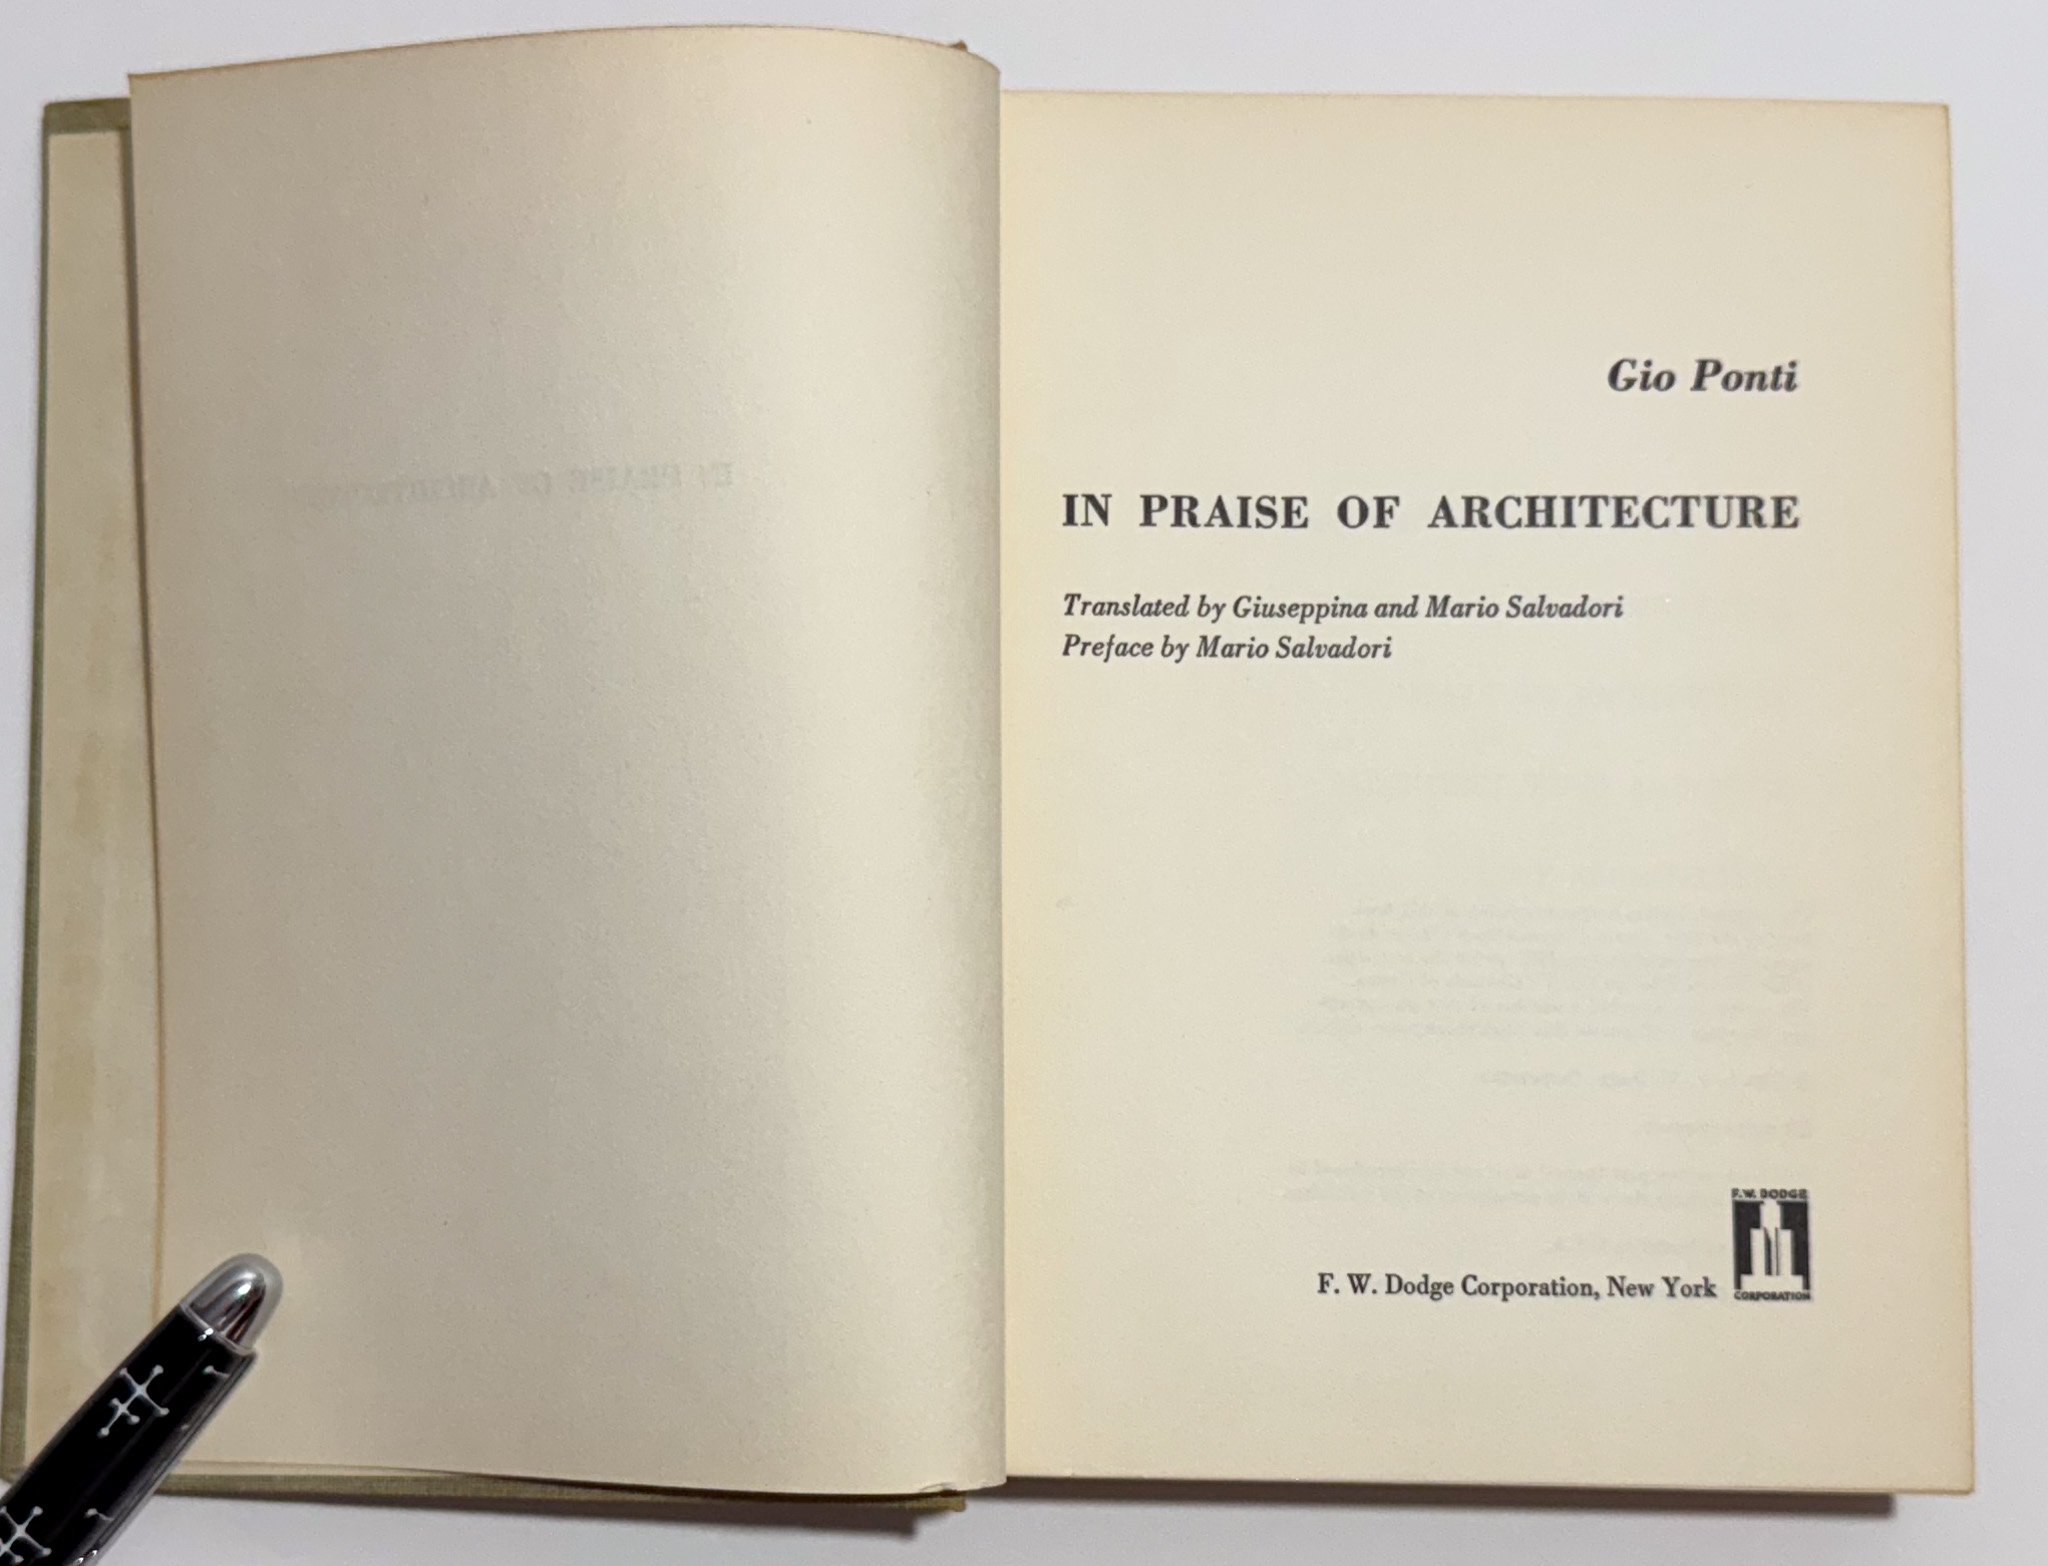 Gio Ponti
IN PRAISE OF ARCHITECTURE
Translated by Giuseppina and Mario Salvadori
Preface by Mario Salvadori
F.W. DODGE
CORPORATION
F. W. Dodge Corporation, New York